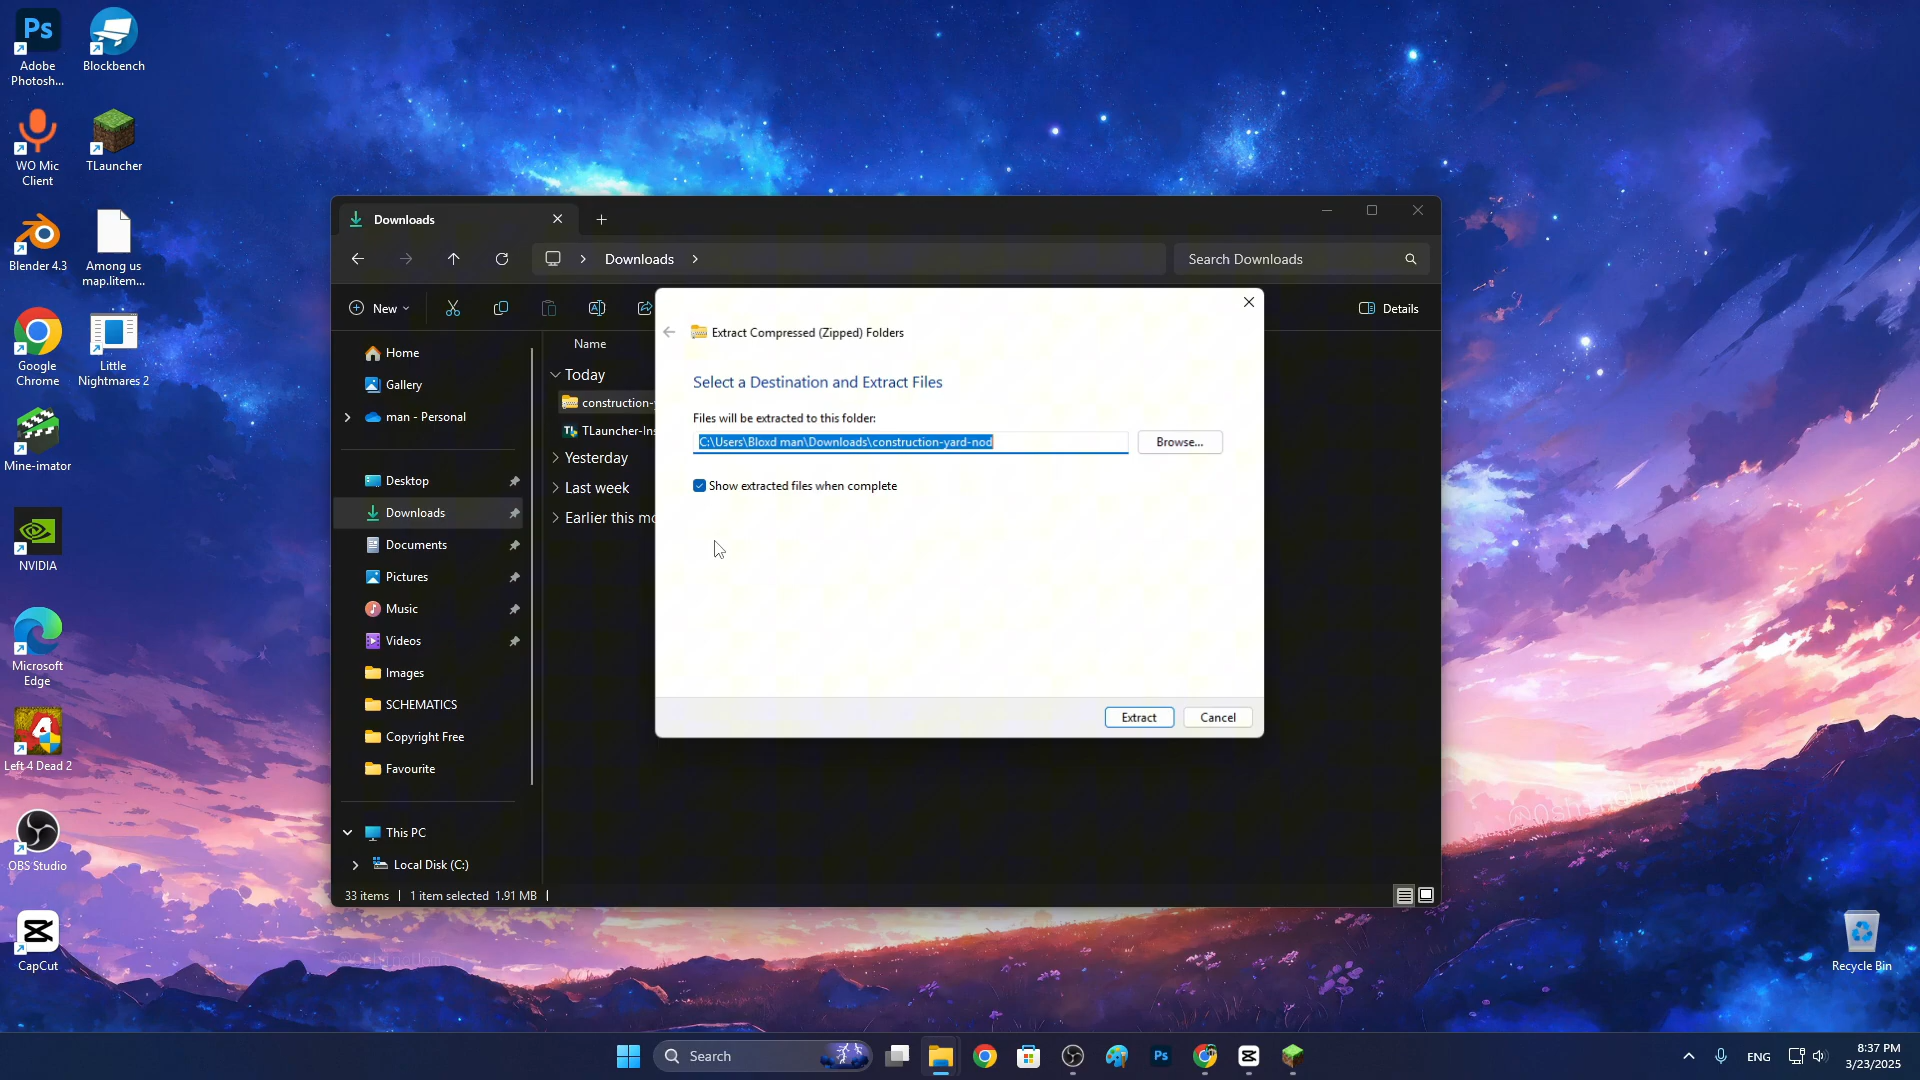 Adobe
Photosh...
Blockbench
WO Mic
Client
TLauncher
Blender 4.3
Among us
map.litem...
Google
Chrome
Little
Nightmares 2
Mine-imator
NVIDIA
Microsoft
Edge
Left 4 Dead 2
OBS Studio
CapCut
Recycle Bin
Downloads
Downloads
Search Downloads
New
Details
Home
Gallery
man - Personal
Desktop
Downloads
Documents
Pictures
Music
Videos
Images
SCHEMATICS
Copyright Free
Favourite
This PC
Local Disk (C:)
Name
Today
construction-
TLauncher-Ins
Yesterday
Last week
Earlier this mo
33 items
1 item selected 1.91 MB
Extract Compressed (Zipped) Folders
Select a Destination and Extract Files
Files will be extracted to this folder:
C:\Users\Bloxd man\Downloads\construction-yard-nod
Browse...
Show extracted files when complete
Extract
Cancel
Search
ENG
8:37 PM
3/23/2025